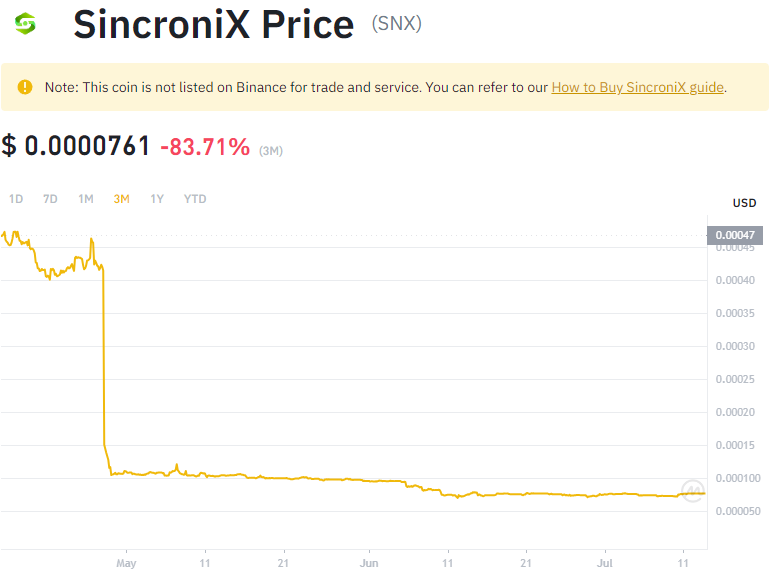 SincroniX Price (SNX)
Note: This coin is not listed on Binance for trade and service. You can refer to our How to Buy SincroniX guide.
$ 0.0000761 -83.71% (3M)
1D 7D 1M 3M 1Y YTD
USD
0.00047
0.00045
0.00040
0.00035
0.00030
0.00025
0.00020
0.00015
0.000100
0.000050
May 11 21 Jun 11 21 Jul 11